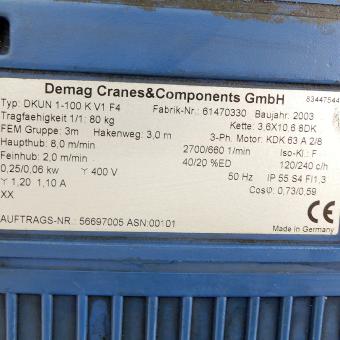 Demag Cranes&Components GmbH
83447544
Typ: DKUN 1-100 K V1 F4 Fabrik-Nr.: 61470330 Baujahr: 2003
Tragfaehigkeit 1/1: 80 kg Kette: 3,6X10,6 8DK
FEM Gruppe: 3m Hakenweg: 3,0 m 3-Ph. Motor: KDK 63 A 2/8
Haupthub: 8,0 m/min 2700/660 1/min Iso-Kl.: F
Feinhub: 2,0 m/min 40/20 %ED 120/240 c/h
0,25/0,06 kw Y 400 V 50 Hz IP 55 S4 FI1,3
Y 1,20 1,10 A Cosφ: 0,73/0,59
XX
CE
AUFTRAGS-NR.: 56697005 ASN:00101 Made in Germany